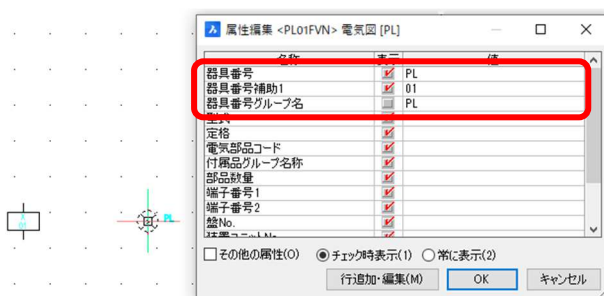 属性編集 <PL01FVN> 電気図 [PL]
名称 表示 値
器具番号 PL
器具番号補助1 01
器具番号グループ名 PL
型式
定格
電気部品コード
付属品グループ名称
部品数量
端子番号1
端子番号2
盤No.
PL
その他の属性(O) チェック時表示(1) 常に表示(2)
行追加・編集(M) OK キャンセル